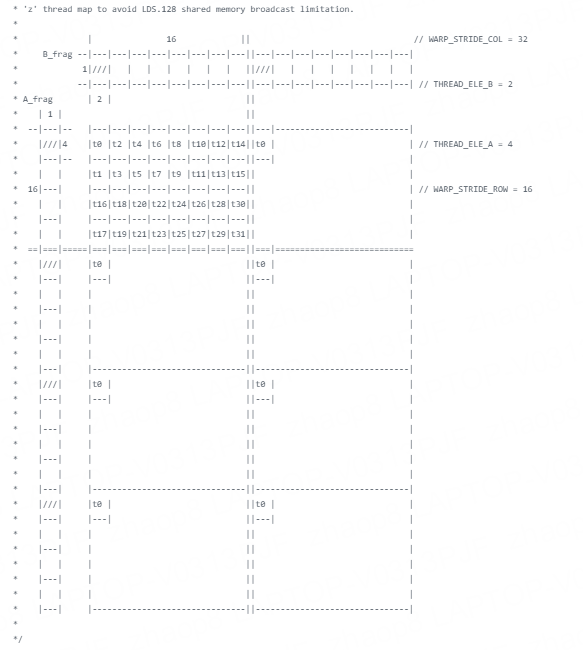 * 'z' thread map to avoid LDS.128 shared memory broadcast limitation.
*
*                 |               16              ||                                // WARP_STRIDE_COL = 32
*       B_frag  --|---|---|---|---|---|---|---|---||---|---|---|---|---|---|---|---|
*                1|///|   |   |   |   |   |   |   ||///|   |   |   |   |   |   |   |
*               --|---|---|---|---|---|---|---|---||---|---|---|---|---|---|---|---| // THREAD_ELE_B = 2
* A_frag          | 2 |                           ||
*      | 1 |                                      ||
*    --|---|--    |---|---|---|---|---|---|---|---||---|---------------------------|
*      |///|4     |t0 |t2 |t4 |t6 |t8 |t10|t12|t14||t0 |                           | // THREAD_ELE_A = 4
*      |---|--    |---|---|---|---|---|---|---|---||---|                           |
*      |   |      |t1 |t3 |t5 |t7 |t9 |t11|t13|t15||                               |
*    16|---|      |---|---|---|---|---|---|---|---||                               | // WARP_STRIDE_ROW = 16
*      |   |      |t16|t18|t20|t22|t24|t26|t28|t30||                               |
*      |---|      |---|---|---|---|---|---|---|---||                               |
*      |   |      |t17|t19|t21|t23|t25|t27|t29|t31||                               |
*    ==|===|=====|===|===|===|===|===|===|===|===||===|============================
*      |///|      |t0 |                           ||t0 |                           |
*      |---|      |---|                           ||---|                           |
*      |   |      |                               ||                               |
*      |---|      |                               ||                               |
*      |   |      |                               ||                               |
*      |---|      |                               ||                               |
*      |   |      |                               ||                               |
*      |---|      |-------------------------------||-------------------------------|
*      |///|      |t0 |                           ||t0 |                           |
*      |---|      |---|                           ||---|                           |
*      |   |      |                               ||                               |
*      |---|      |                               ||                               |
*      |   |      |                               ||                               |
*      |---|      |                               ||                               |
*      |   |      |                               ||                               |
*      |---|      |-------------------------------||-------------------------------|
*      |///|      |t0 |                           ||t0 |                           |
*      |---|      |---|                           ||---|                           |
*      |   |      |                               ||                               |
*      |---|      |                               ||                               |
*      |   |      |                               ||                               |
*      |---|      |                               ||                               |
*      |   |      |                               ||                               |
*      |---|      |-------------------------------||-------------------------------|
*
*/